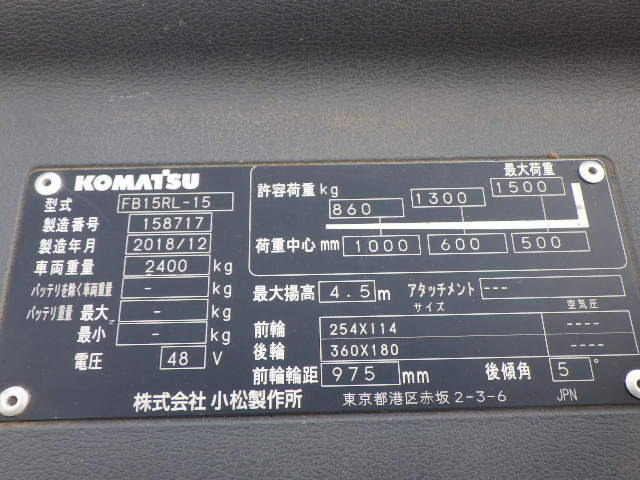 KOMATSU
型式 FB15RL-15
製造番号 158717
製造年月 2018/12
車両重量 2400 kg
バッテリを除く車両重量 - kg
バッテリ重量 最大 - kg
最小 - kg
電圧 48 V
最大荷重
許容荷重 kg 860 1300 1500
荷重中心 mm 1000 600 500
最大揚高 4.5 m アタッチメント ---
サイズ 空気圧
前輪 254X114 ----
後輪 360X180 ----
前輪輪距 975 mm 後傾角 5 °
株式会社 小松製作所 東京都港区赤坂 2-3-6 JPN